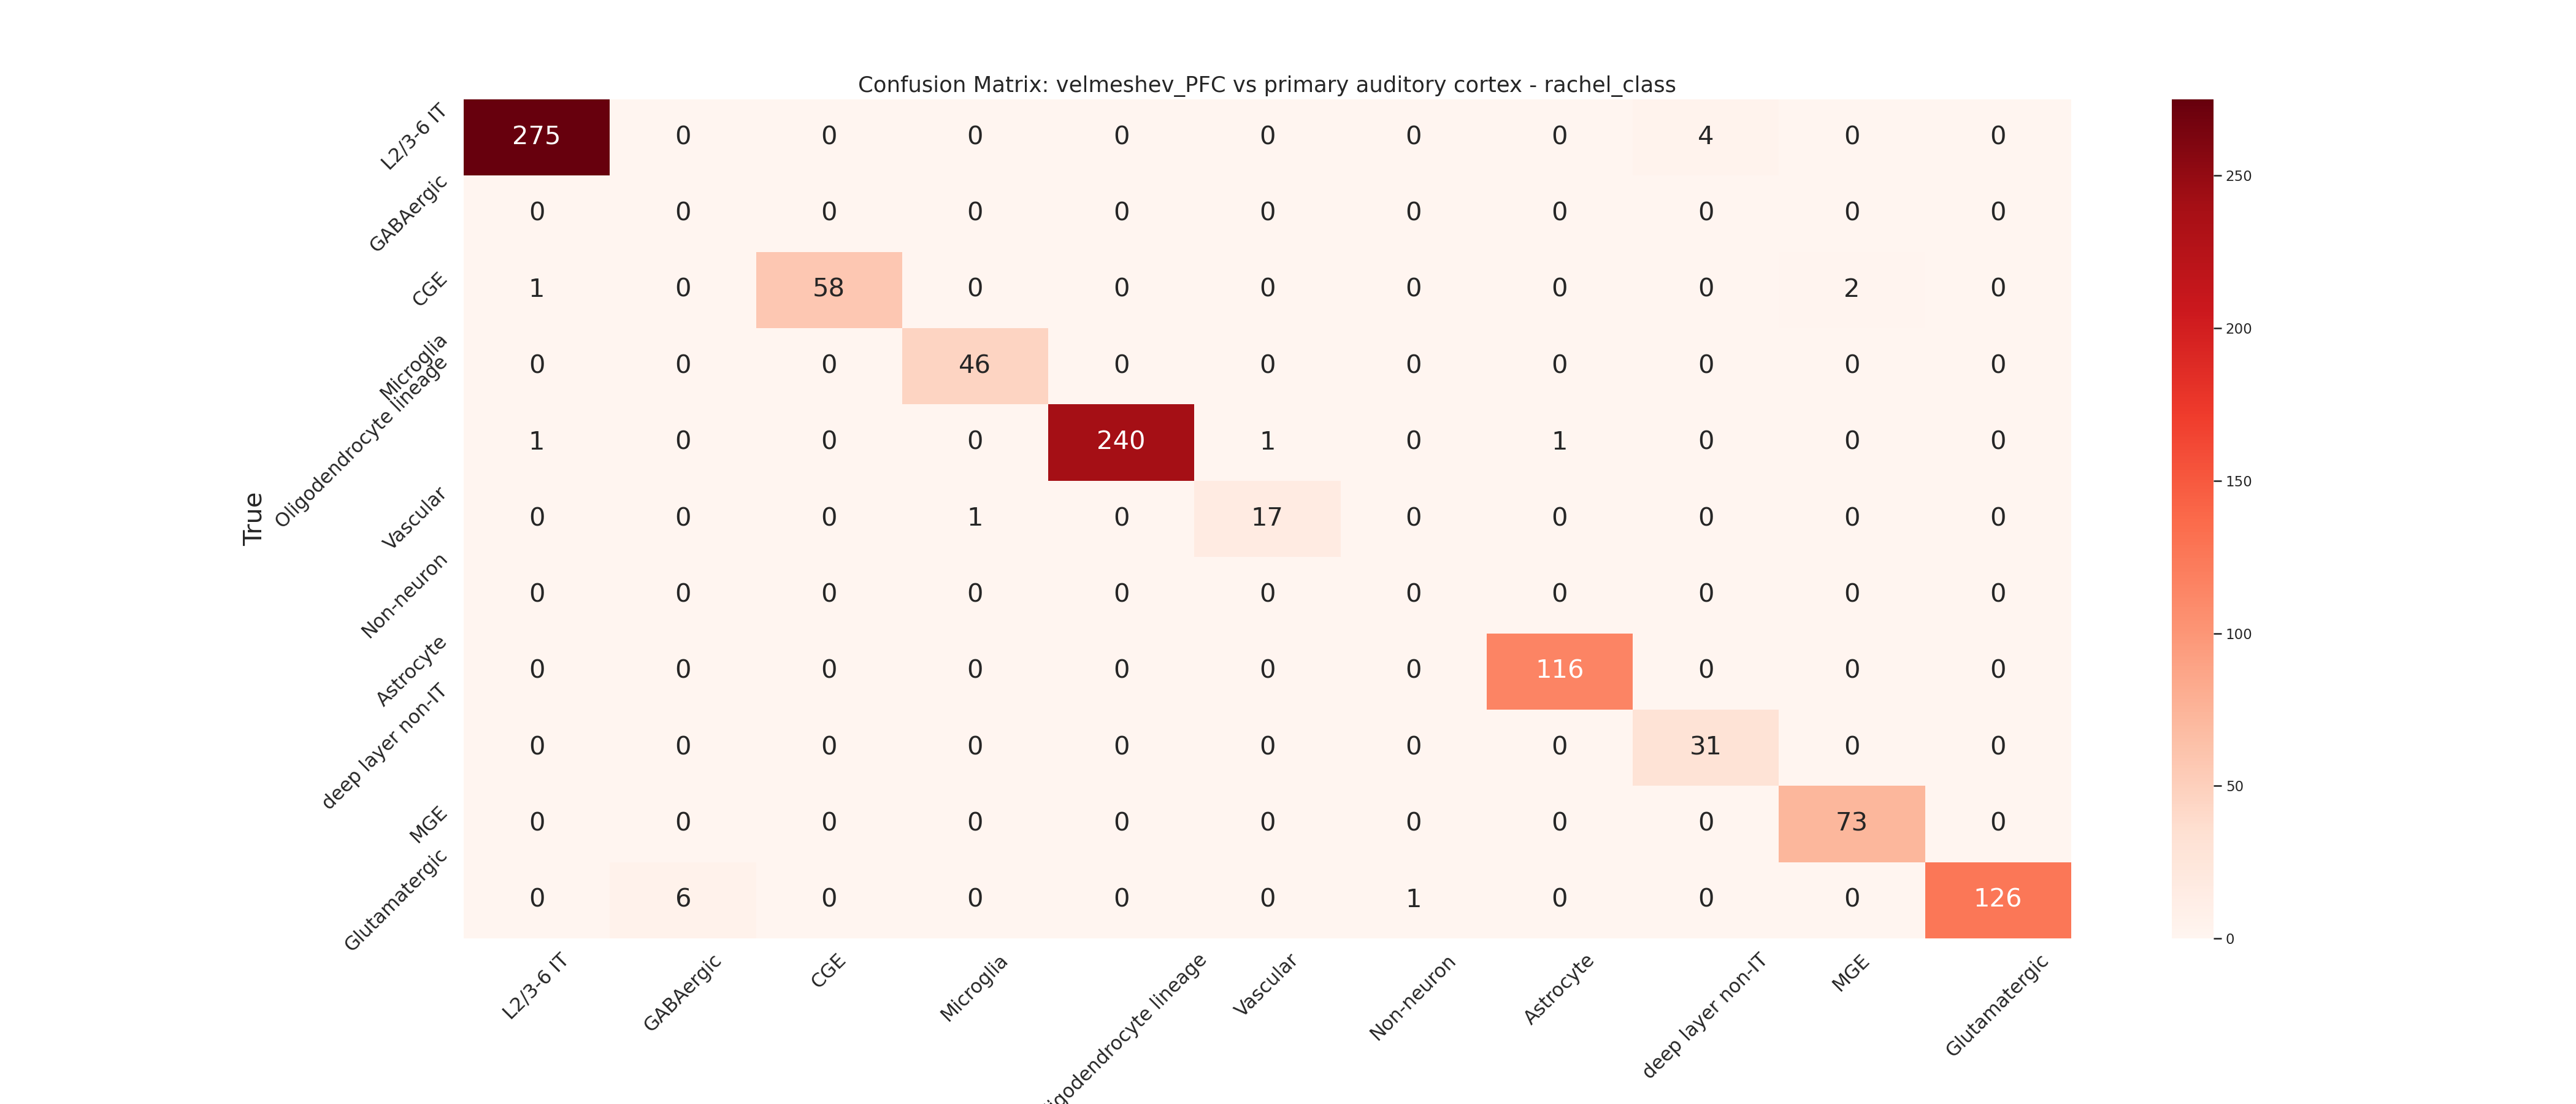 Confusion Matrix: velmeshev_PFC vs primary auditory cortex - rachel_class
True
L2/3-6 IT 275 0 0 0 0 0 0 0 4 0 0
GABAergic 0 0 0 0 0 0 0 0 0 0 0
CGE 1 0 58 0 0 0 0 0 0 2 0
Microglia 0 0 0 46 0 0 0 0 0 0 0
Oligodendrocyte lineage 1 0 0 0 240 1 0 1 0 0 0
Vascular 0 0 0 1 0 17 0 0 0 0 0
Non-neuron 0 0 0 0 0 0 0 0 0 0 0
Astrocyte 0 0 0 0 0 0 0 116 0 0 0
deep layer non-IT 0 0 0 0 0 0 0 0 31 0 0
MGE 0 0 0 0 0 0 0 0 0 73 0
Glutamatergic 0 6 0 0 0 0 1 0 0 0 126
L2/3-6 IT GABAergic CGE Microglia igodendrocyte lineage Vascular Non-neuron Astrocyte deep layer non-IT MGE Glutamatergic
250
200
150
100
50
0